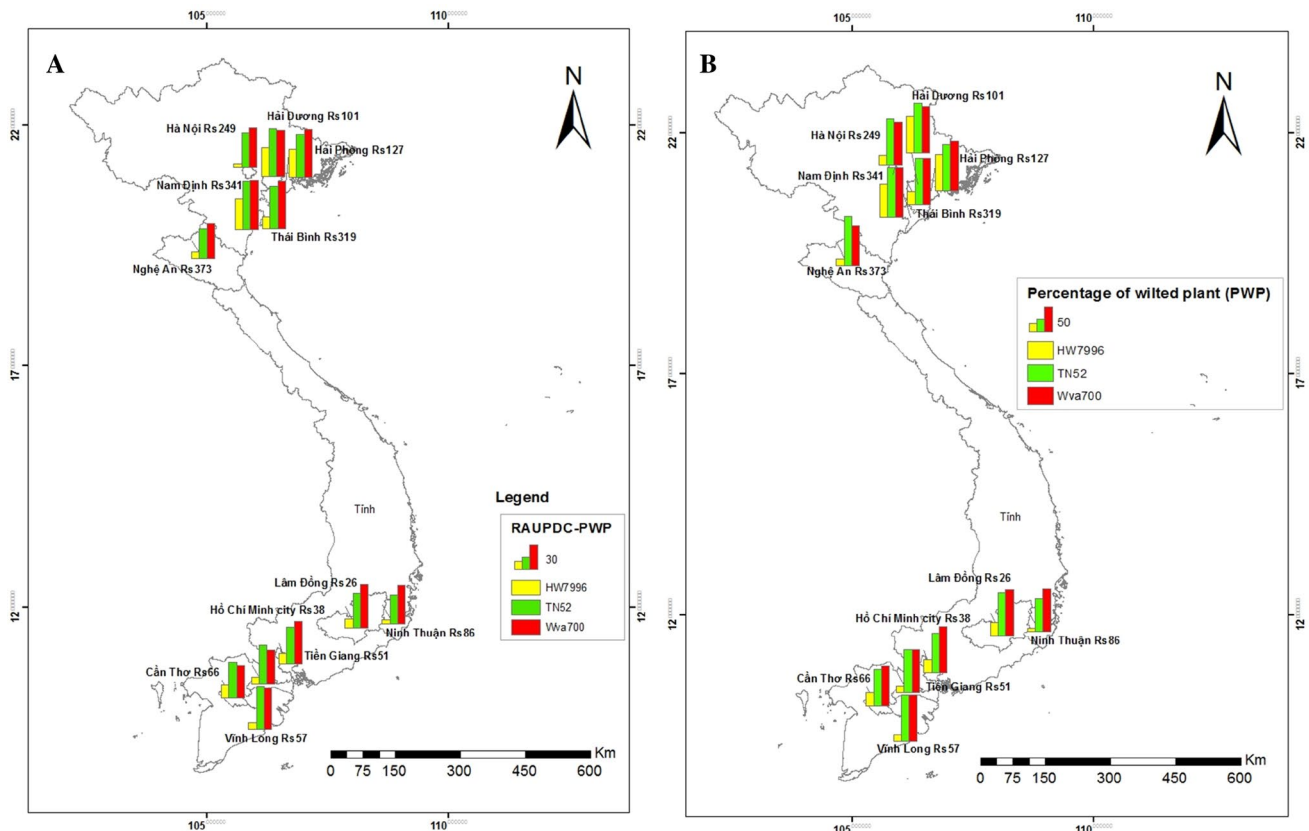 105
110
105
110
A
N
Hải Dương Rs101
Hà Nội Rs249
Hải Phòng Rs127
Nam Định Rs341
Thái Bình Rs319
Nghệ An Rs373
22
17
12
Tỉnh
Legend
RAUPDC-PWP
30
HW7996
TN52
Wva700
Lâm Đồng Rs26
Hồ Chí Minh city Rs38
Ninh Thuận Rs86
Tiền Giang Rs51
Cần Thơ Rs66
Vĩnh Long Rs57
Km
0 75 150 300 450 600
105
110
B
N
Hải Dương Rs101
Hà Nội Rs249
Hải Phòng Rs127
Nam Định Rs341
Thái Bình Rs319
Nghệ An Rs373
22
17
12
Percentage of wilted plant (PWP)
50
HW7996
TN52
Wva700
Tỉnh
Lâm Đồng Rs26
Hồ Chí Minh city Rs38
Ninh Thuận Rs86
Tiền Giang Rs51
Cần Thơ Rs66
Vĩnh Long Rs57
Km
0 75 150 300 450 600
105
110